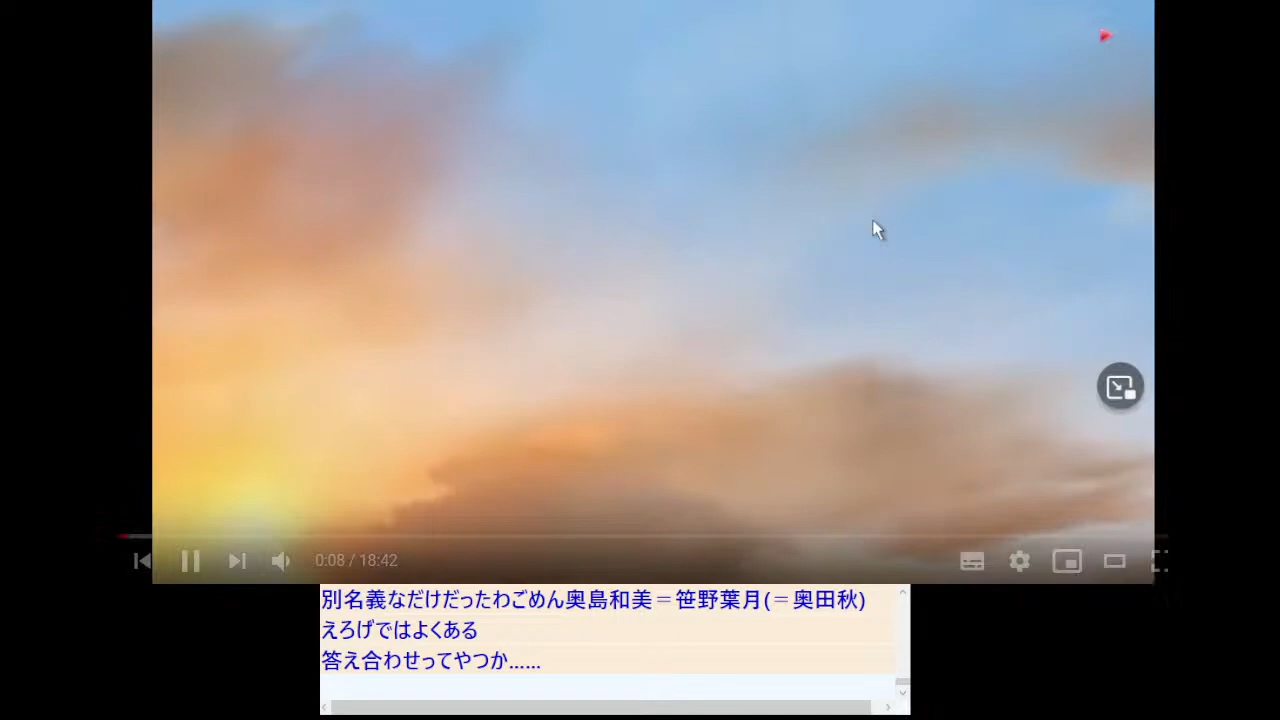 0:08 / 18:42
別名義なだけだったわごめん奥島和美＝笹野葉月(＝奥田秋)
えろげではよくある
答え合わせってやつか……